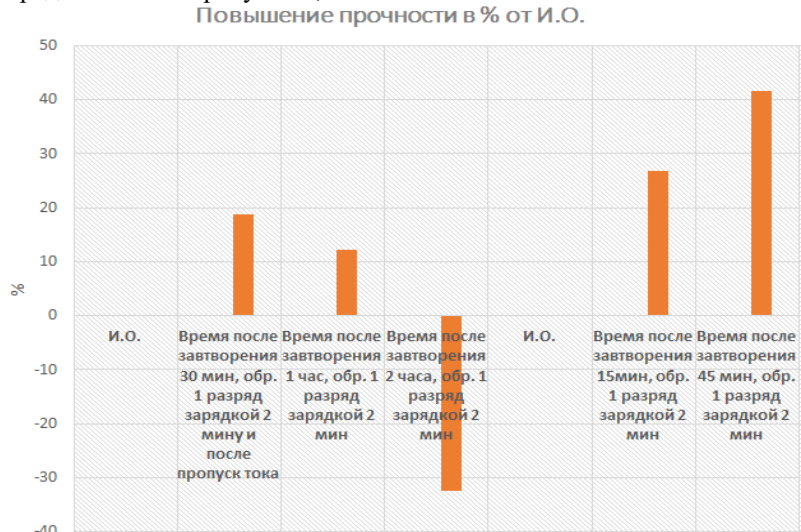 Повышение прочности в % от И.О.
50
40
30
20
10
0
-10
-20
-30
-40
%
И.О.
Время после
завтворения
30 мин, обр.
1 разряд
зарядкой 2
мину и
после
пропуск тока
Время после
завтворения
1 час, обр. 1
разряд
зарядкой 2
мин
Время после
завтворения
2 часа, обр. 1
разряд
зарядкой 2
мин
И.О.
Время после
завтворения
15мин, обр.
1 разряд
зарядкой 2
мин
Время после
завтворения
45 мин, обр.
1 разряд
зарядкой 2
мин